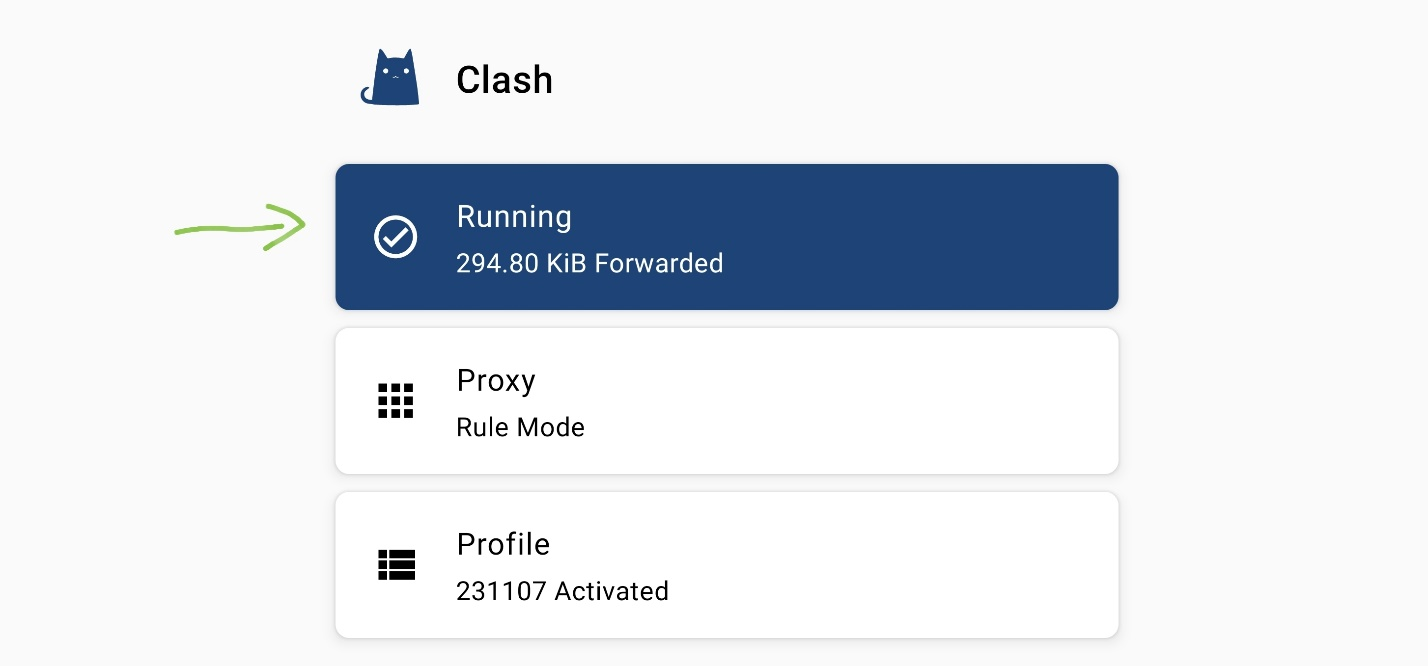 Clash
Running
294.80 KiB Forwarded
Proxy
Rule Mode
Profile
231107 Activated